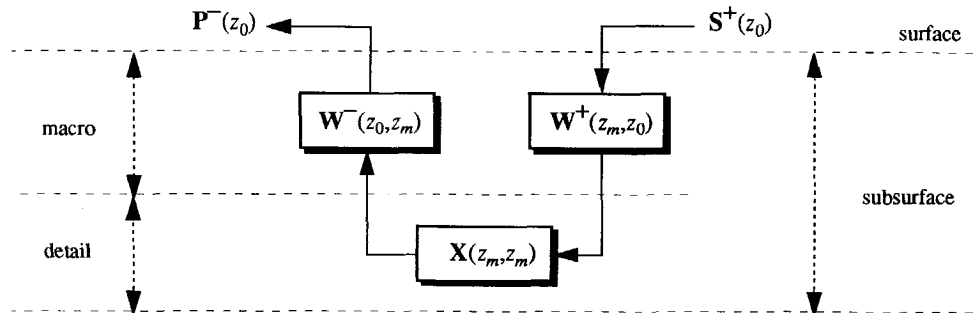 P⁻(z₀)
S⁺(z₀)
surface
macro
W⁻(z₀,zₘ)
W⁺(zₘ,z₀)
subsurface
detail
X(zₘ,zₘ)